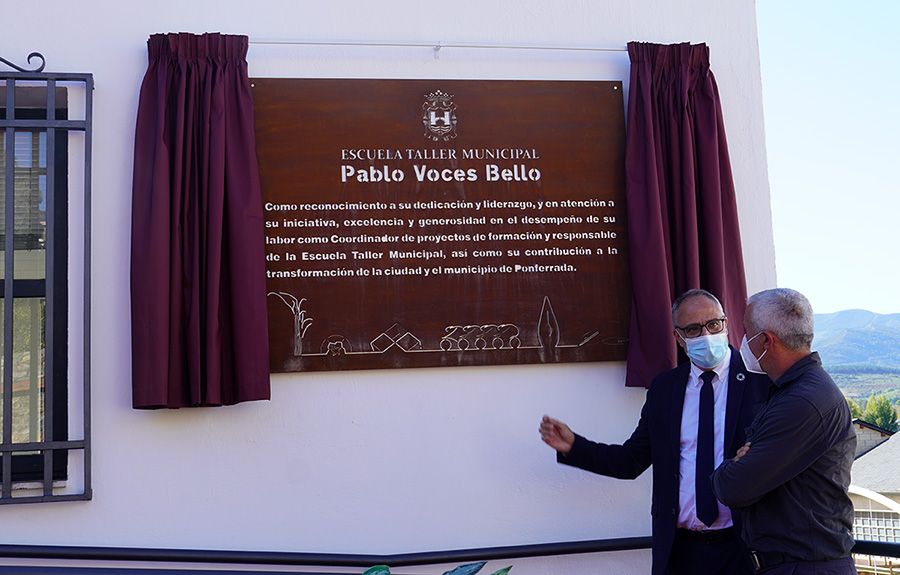 ESCUELA TALLER MUNICIPAL
Pablo Voces Bello
Como reconocimiento a su dedicación y liderazgo, y en atención a
su iniciativa, excelencia y generosidad en el desempeño de su
labor como Coordinador de proyectos de formación y responsable
de la Escuela Taller Municipal, así como su contribución a la
transformación de la ciudad y el municipio de Ponferrada.